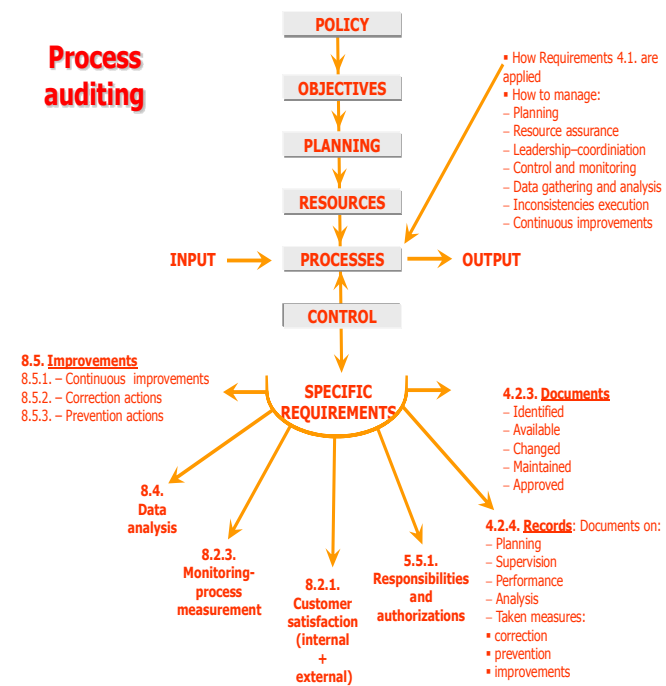 Process
auditing
POLICY
OBJECTIVES
PLANNING
RESOURCES
INPUT
PROCESSES
OUTPUT
CONTROL
▪ How Requirements 4.1. are
applied
▪ How to manage:
– Planning
– Resource assurance
– Leadership–coordiniation
– Control and monitoring
– Data gathering and analysis
– Inconsistencies execution
– Continuous improvements
SPECIFIC
REQUIREMENTS
8.5. Improvements
8.5.1. – Continuous improvements
8.5.2. – Correction actions
8.5.3. – Prevention actions
8.4.
Data
analysis
8.2.3.
Monitoring-
process
measurement
8.2.1.
Customer
satisfaction
(internal
+
external)
5.5.1.
Responsibilities
and
authorizations
4.2.3. Documents
– Identified
– Available
– Changed
– Maintained
– Approved
4.2.4. Records: Documents on:
– Planning
– Supervision
– Performance
– Analysis
– Taken measures:
▪ correction
▪ prevention
▪ improvements